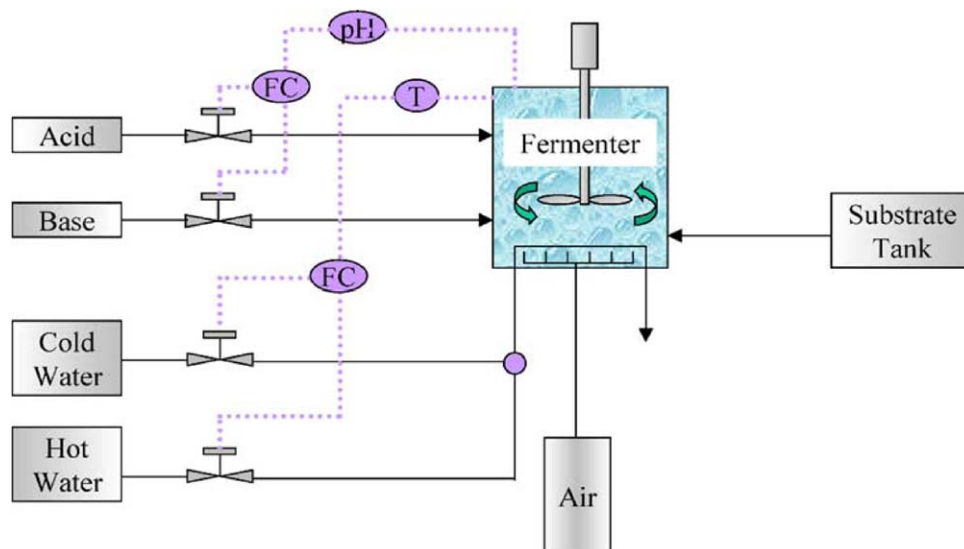 pH
FC
T
Acid
Fermenter
Base
Substrate
Tank
FC
Cold
Water
Hot
Water
Air